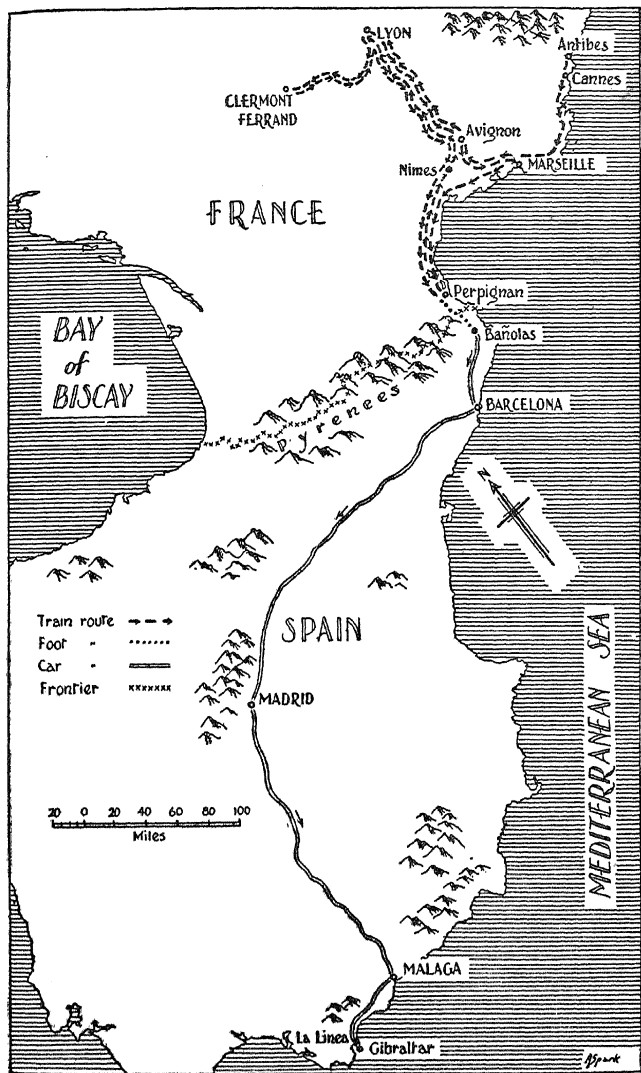 LYON
Antibes
Cannes
CLERMONT
FERRAND
Avignon
Nimes
MARSEILLE
FRANCE
Perpignan
BAY
of
BISCAY
Bañolas
Pyrenees
BARCELONA
N
Train route
Foot "
SPAIN
Car "
Frontier
MADRID
MEDITERRANEAN SEA
20 0 20 40 60 80 100
Miles
MALAGA
La Linea
Gibraltar
A Spark